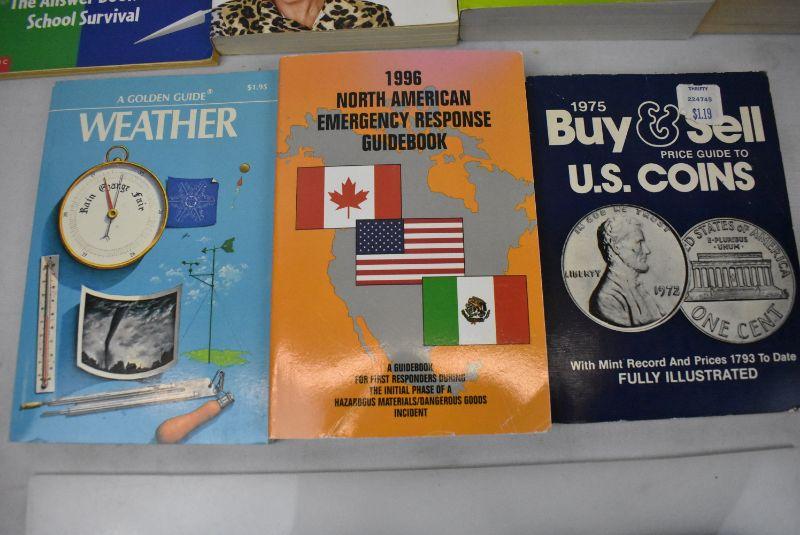 The Answer Book
School Survival
A GOLDEN GUIDE®
$1.95
WEATHER
Rain Change Fair
1996
NORTH AMERICAN
EMERGENCY RESPONSE
GUIDEBOOK
A GUIDEBOOK
FOR FIRST RESPONDERS DURING
THE INITIAL PHASE OF A
HAZARDOUS MATERIALS/DANGEROUS GOODS
INCIDENT
THRIFTY
224745
$1.19
1975
Buy & Sell
PRICE GUIDE TO
U.S. COINS
IN GOD WE TRUST
LIBERTY
1972
STATES OF AMERICA
E·PLURIBUS
·UNUM·
ONE CENT
With Mint Record And Prices 1793 To Date
FULLY ILLUSTRATED